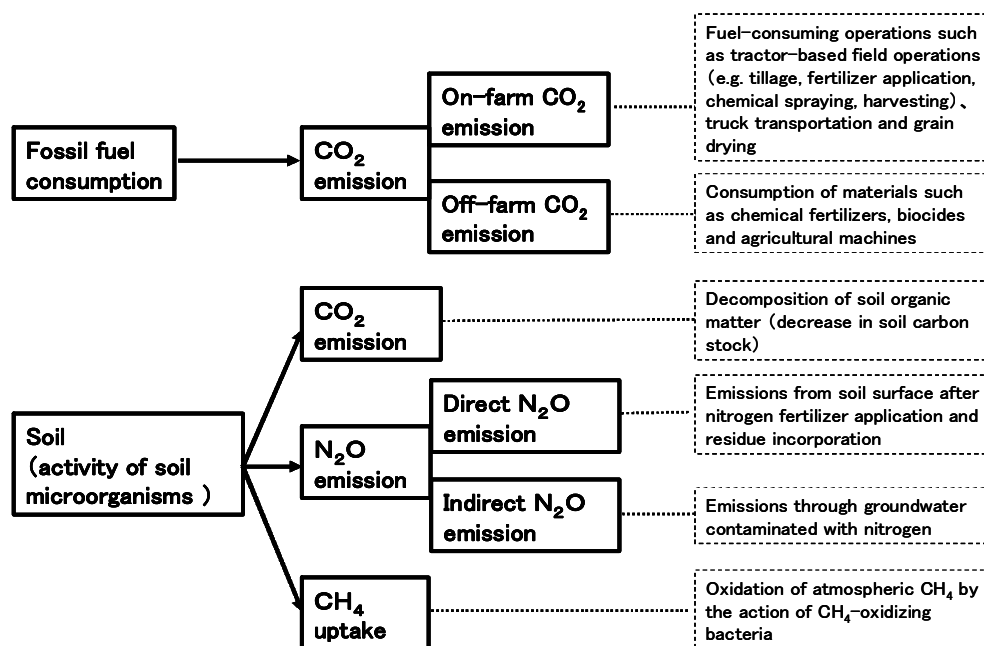 Fossil fuel
consumption
CO₂
emission
On-farm CO₂
emission
Fuel-consuming operations such
as tractor-based field operations
(e.g. tillage, fertilizer application,
chemical spraying, harvesting)、
truck transportation and grain
drying
Off-farm CO₂
emission
Consumption of materials such
as chemical fertilizers, biocides
and agricultural machines
Soil
(activity of soil
microorganisms )
CO₂
emission
Decomposition of soil organic
matter (decrease in soil carbon
stock)
N₂O
emission
Direct N₂O
emission
Emissions from soil surface after
nitrogen fertilizer application and
residue incorporation
Indirect N₂O
emission
Emissions through groundwater
contaminated with nitrogen
CH₄
uptake
Oxidation of atmospheric CH₄ by
the action of CH₄-oxidizing
bacteria